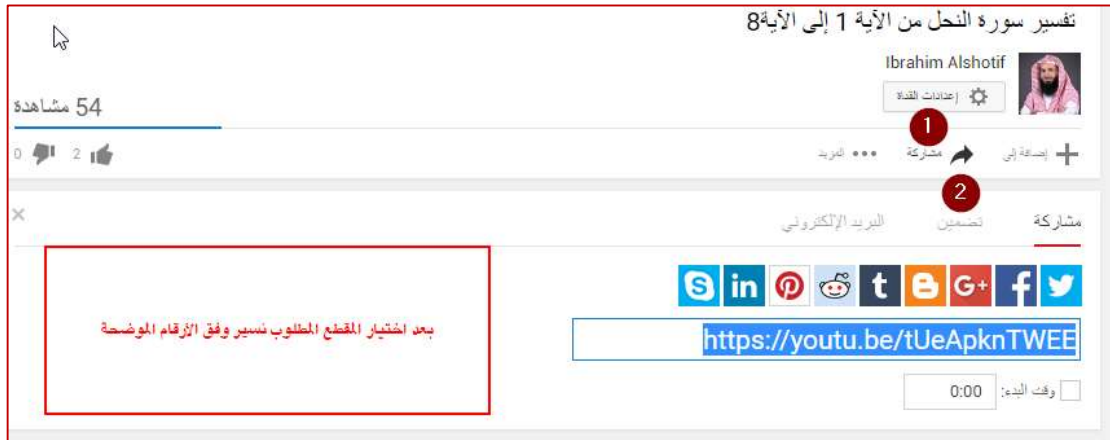 تفسير سورة النحل من الآية 1 إلى الآية8
Ibrahim Alshotif
إعدادات القناة
54 مشاهدة
1
إضافة إلى
مشاركة
المزيد
2
0
2
مشاركة
تضمين
البريد الإلكتروني
بعد اختيار المقطع المطلوب نسير وفق الأرقام الموضحة
https://youtu.be/tUeApknTWEE
وقت البدء: 0:00